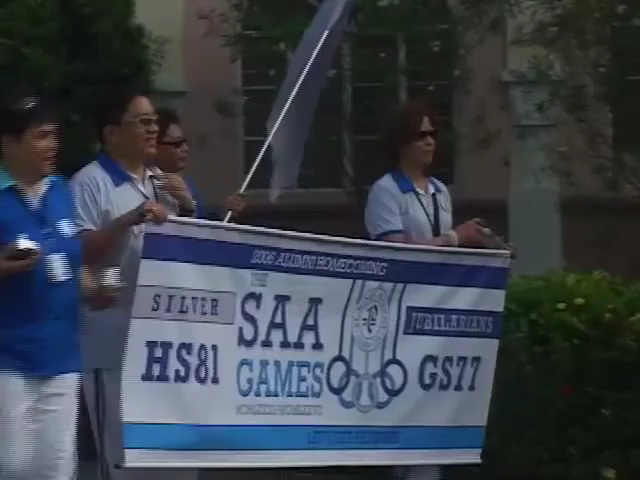 2006 ALUMNI HOMECOMING
THE
SILVER
SAA
JUBILARIANS
HS81
GAMES
GS77